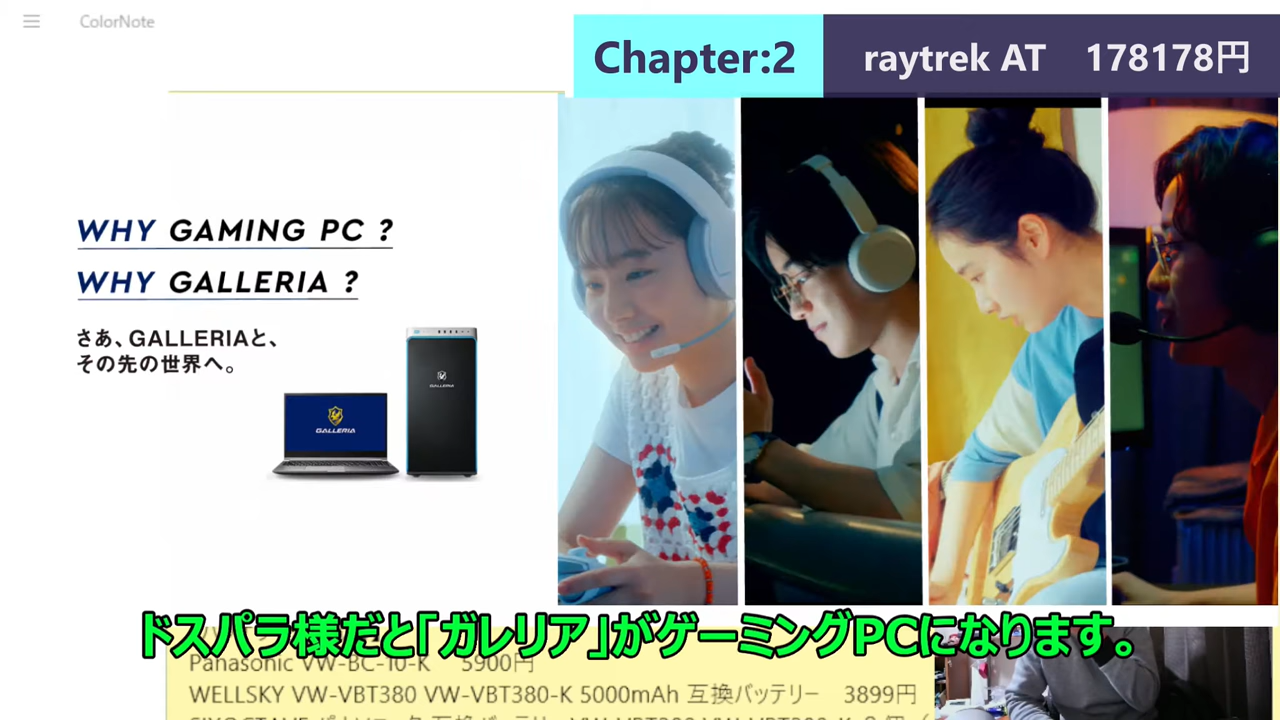 ColorNote
Chapter:2
raytrek AT 178178円
WHY GAMING PC ?
WHY GALLERIA ?
さあ、GALLERIAと、
その先の世界へ。
GALLERIA
GALLERIA
ドスパラ様だと「ガレリア」がゲーミングPCになります。
Panasonic VW-BC-10-K 5900円
WELLSKY VW-VBT380 VW-VBT380-K 5000mAh 互換バッテリー 3899円